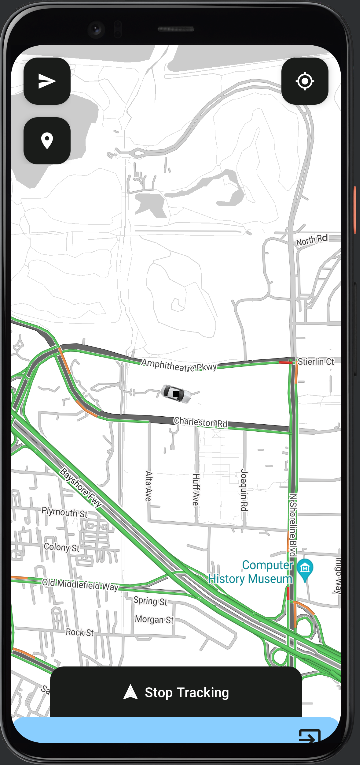 North Rd
Amphitheatre Pkwy
Stierlin Ct
Charleston Rd
Bayshore Fwy
Alta Ave
Huff Ave
Joaquin Rd
N Shoreline Blvd
Plymouth St
Colony St
Computer
History Museum
Old Middlefield Way
Spring St
Morgan St
Rock St
Stop Tracking